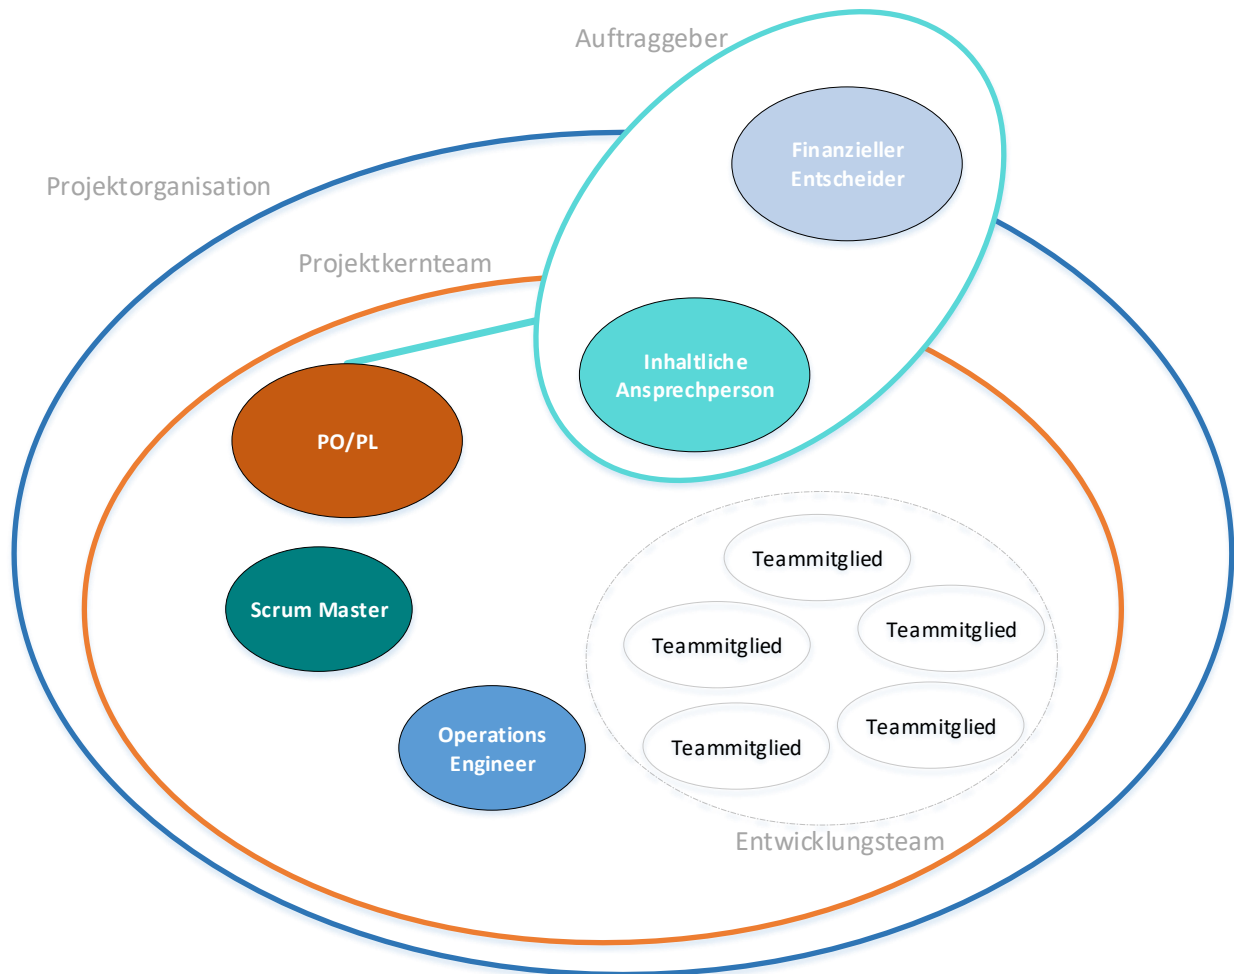 Auftraggeber
Finanzieller
Entscheider
Projektorganisation
Projektkernteam
Inhaltliche
Ansprechperson
PO/PL
Teammitglied
Scrum Master
Teammitglied
Teammitglied
Operations
Engineer
Teammitglied
Teammitglied
Entwicklungsteam